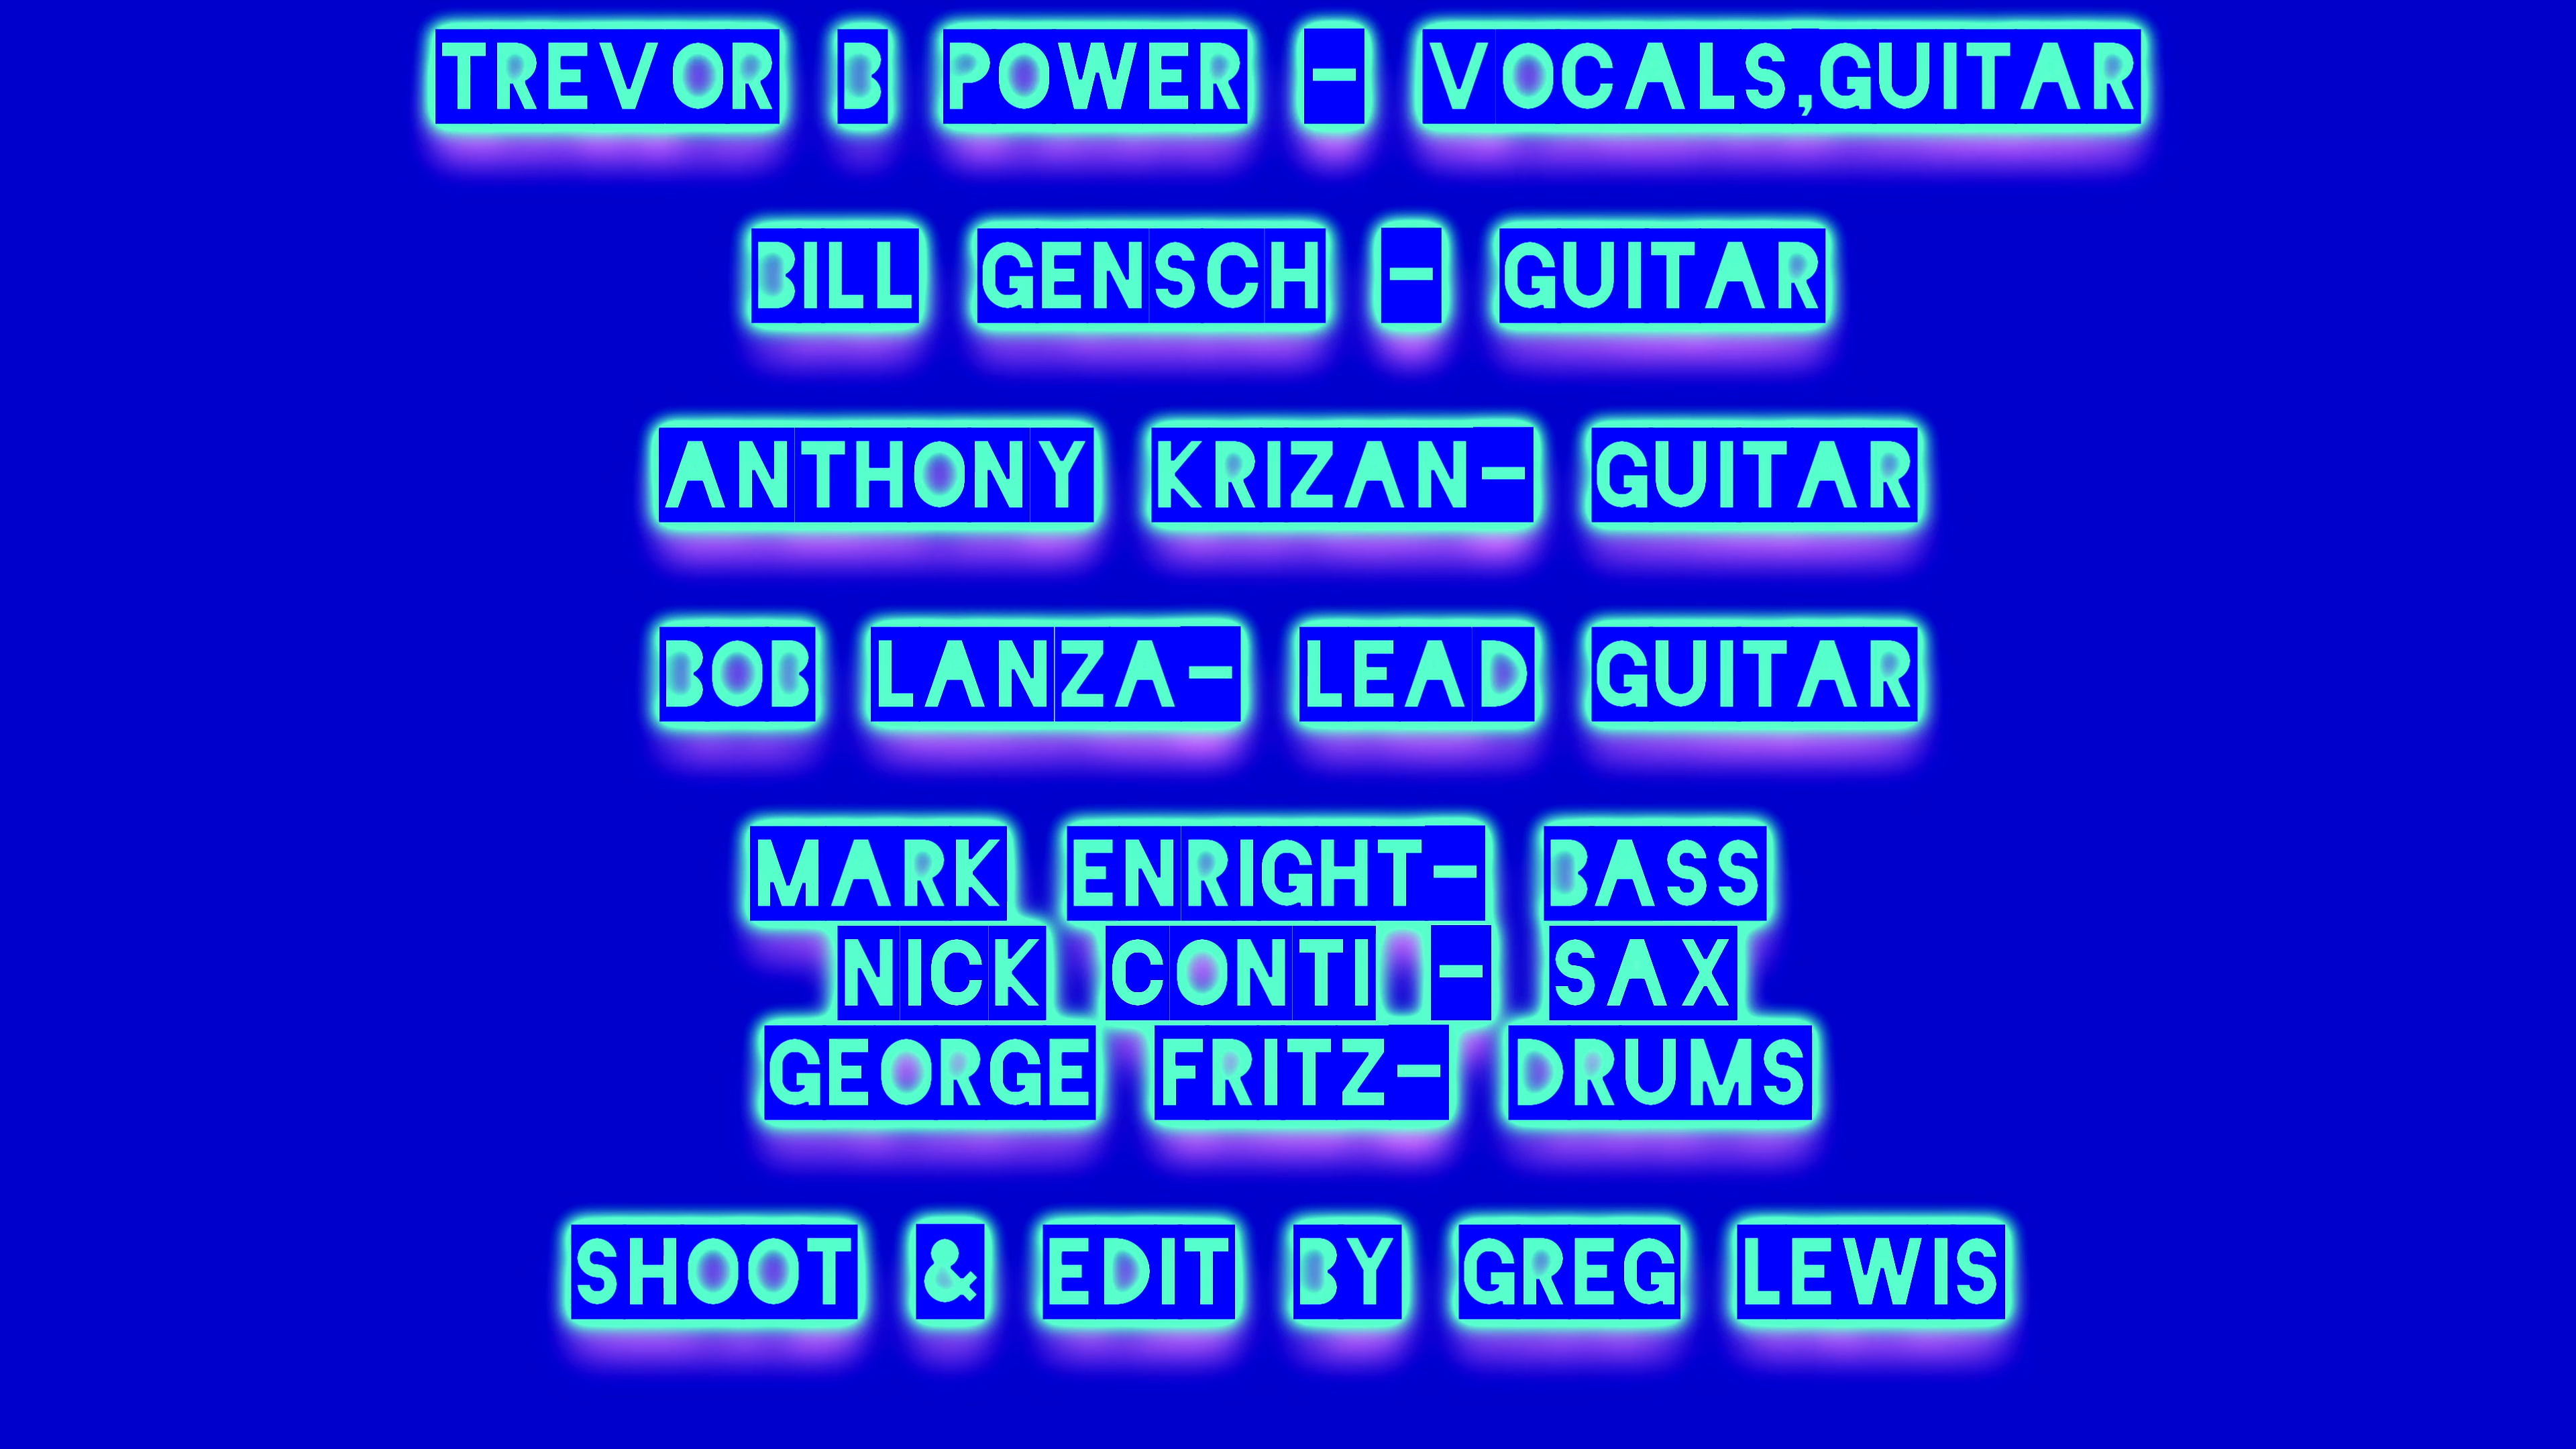 TREVOR B POWER - VOCALS,GUITAR
BILL GENSCH - GUITAR
ANTHONY KRIZAN- GUITAR
BOB LANZA- LEAD GUITAR
MARK ENRIGHT- BASS
NICK CONTI - SAX
GEORGE FRITZ- DRUMS
SHOOT & EDIT BY GREG LEWIS